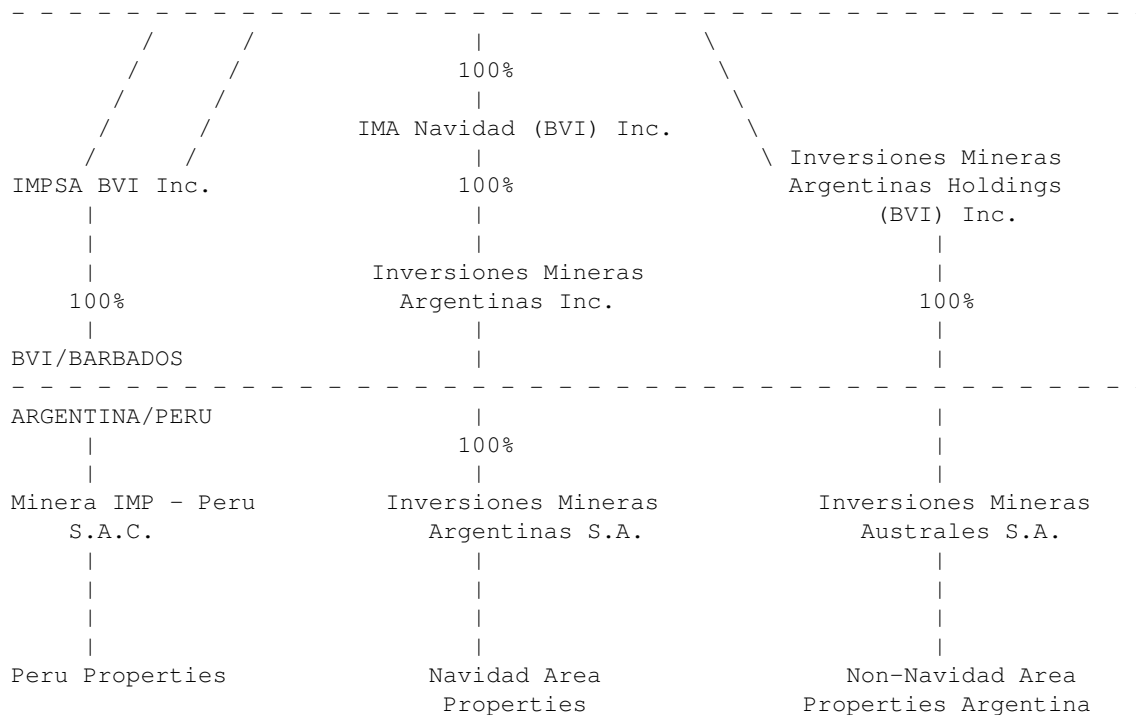 - - - - - - - - - - - - - - - - - - - - - - - - - - - - - - - - - - - - - - -
/ / | \
/ / 100% \
/ / | \
/ / IMA Navidad (BVI) Inc. \
/ / | \ Inversiones Mineras
IMPSA BVI Inc. 100% Argentinas Holdings
| | (BVI) Inc.
| | |
| Inversiones Mineras |
100% Argentinas Inc. 100%
| | |
BVI/BARBADOS | |
- - - - - - - - - - - - - - - - - - - - - - - - - - - - - - - - - - - - - - -
ARGENTINA/PERU | |
| 100% |
| | |
Minera IMP - Peru Inversiones Mineras Inversiones Mineras
S.A.C. Argentinas S.A. Australes S.A.
| | |
| | |
| | |
| | |
Peru Properties Navidad Area Non-Navidad Area
Properties Properties Argentina